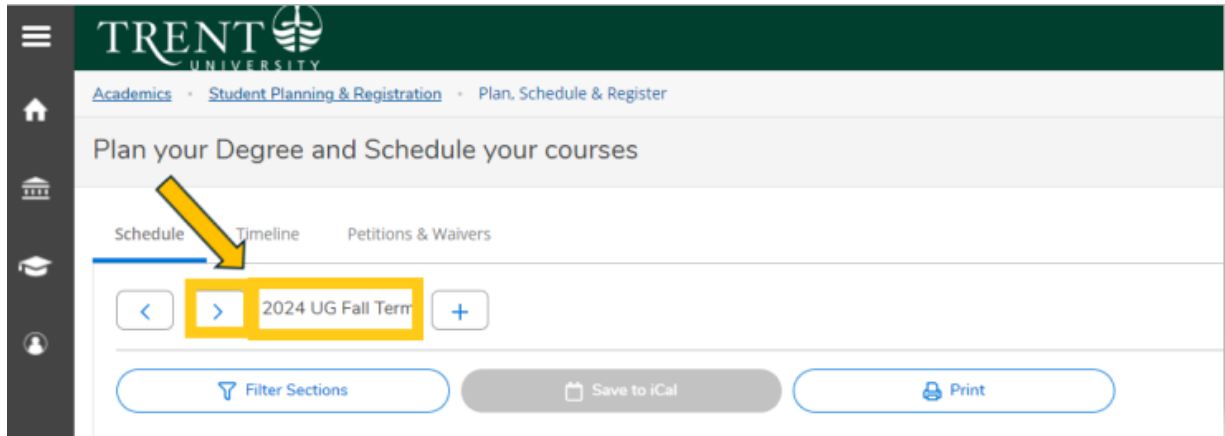 TRENT
UNIVERSITY
Academics · Student Planning & Registration · Plan, Schedule & Register
Plan your Degree and Schedule your courses
Schedule Timeline Petitions & Waivers
< > 2024 UG Fall Term +
Filter Sections Save to iCal Print